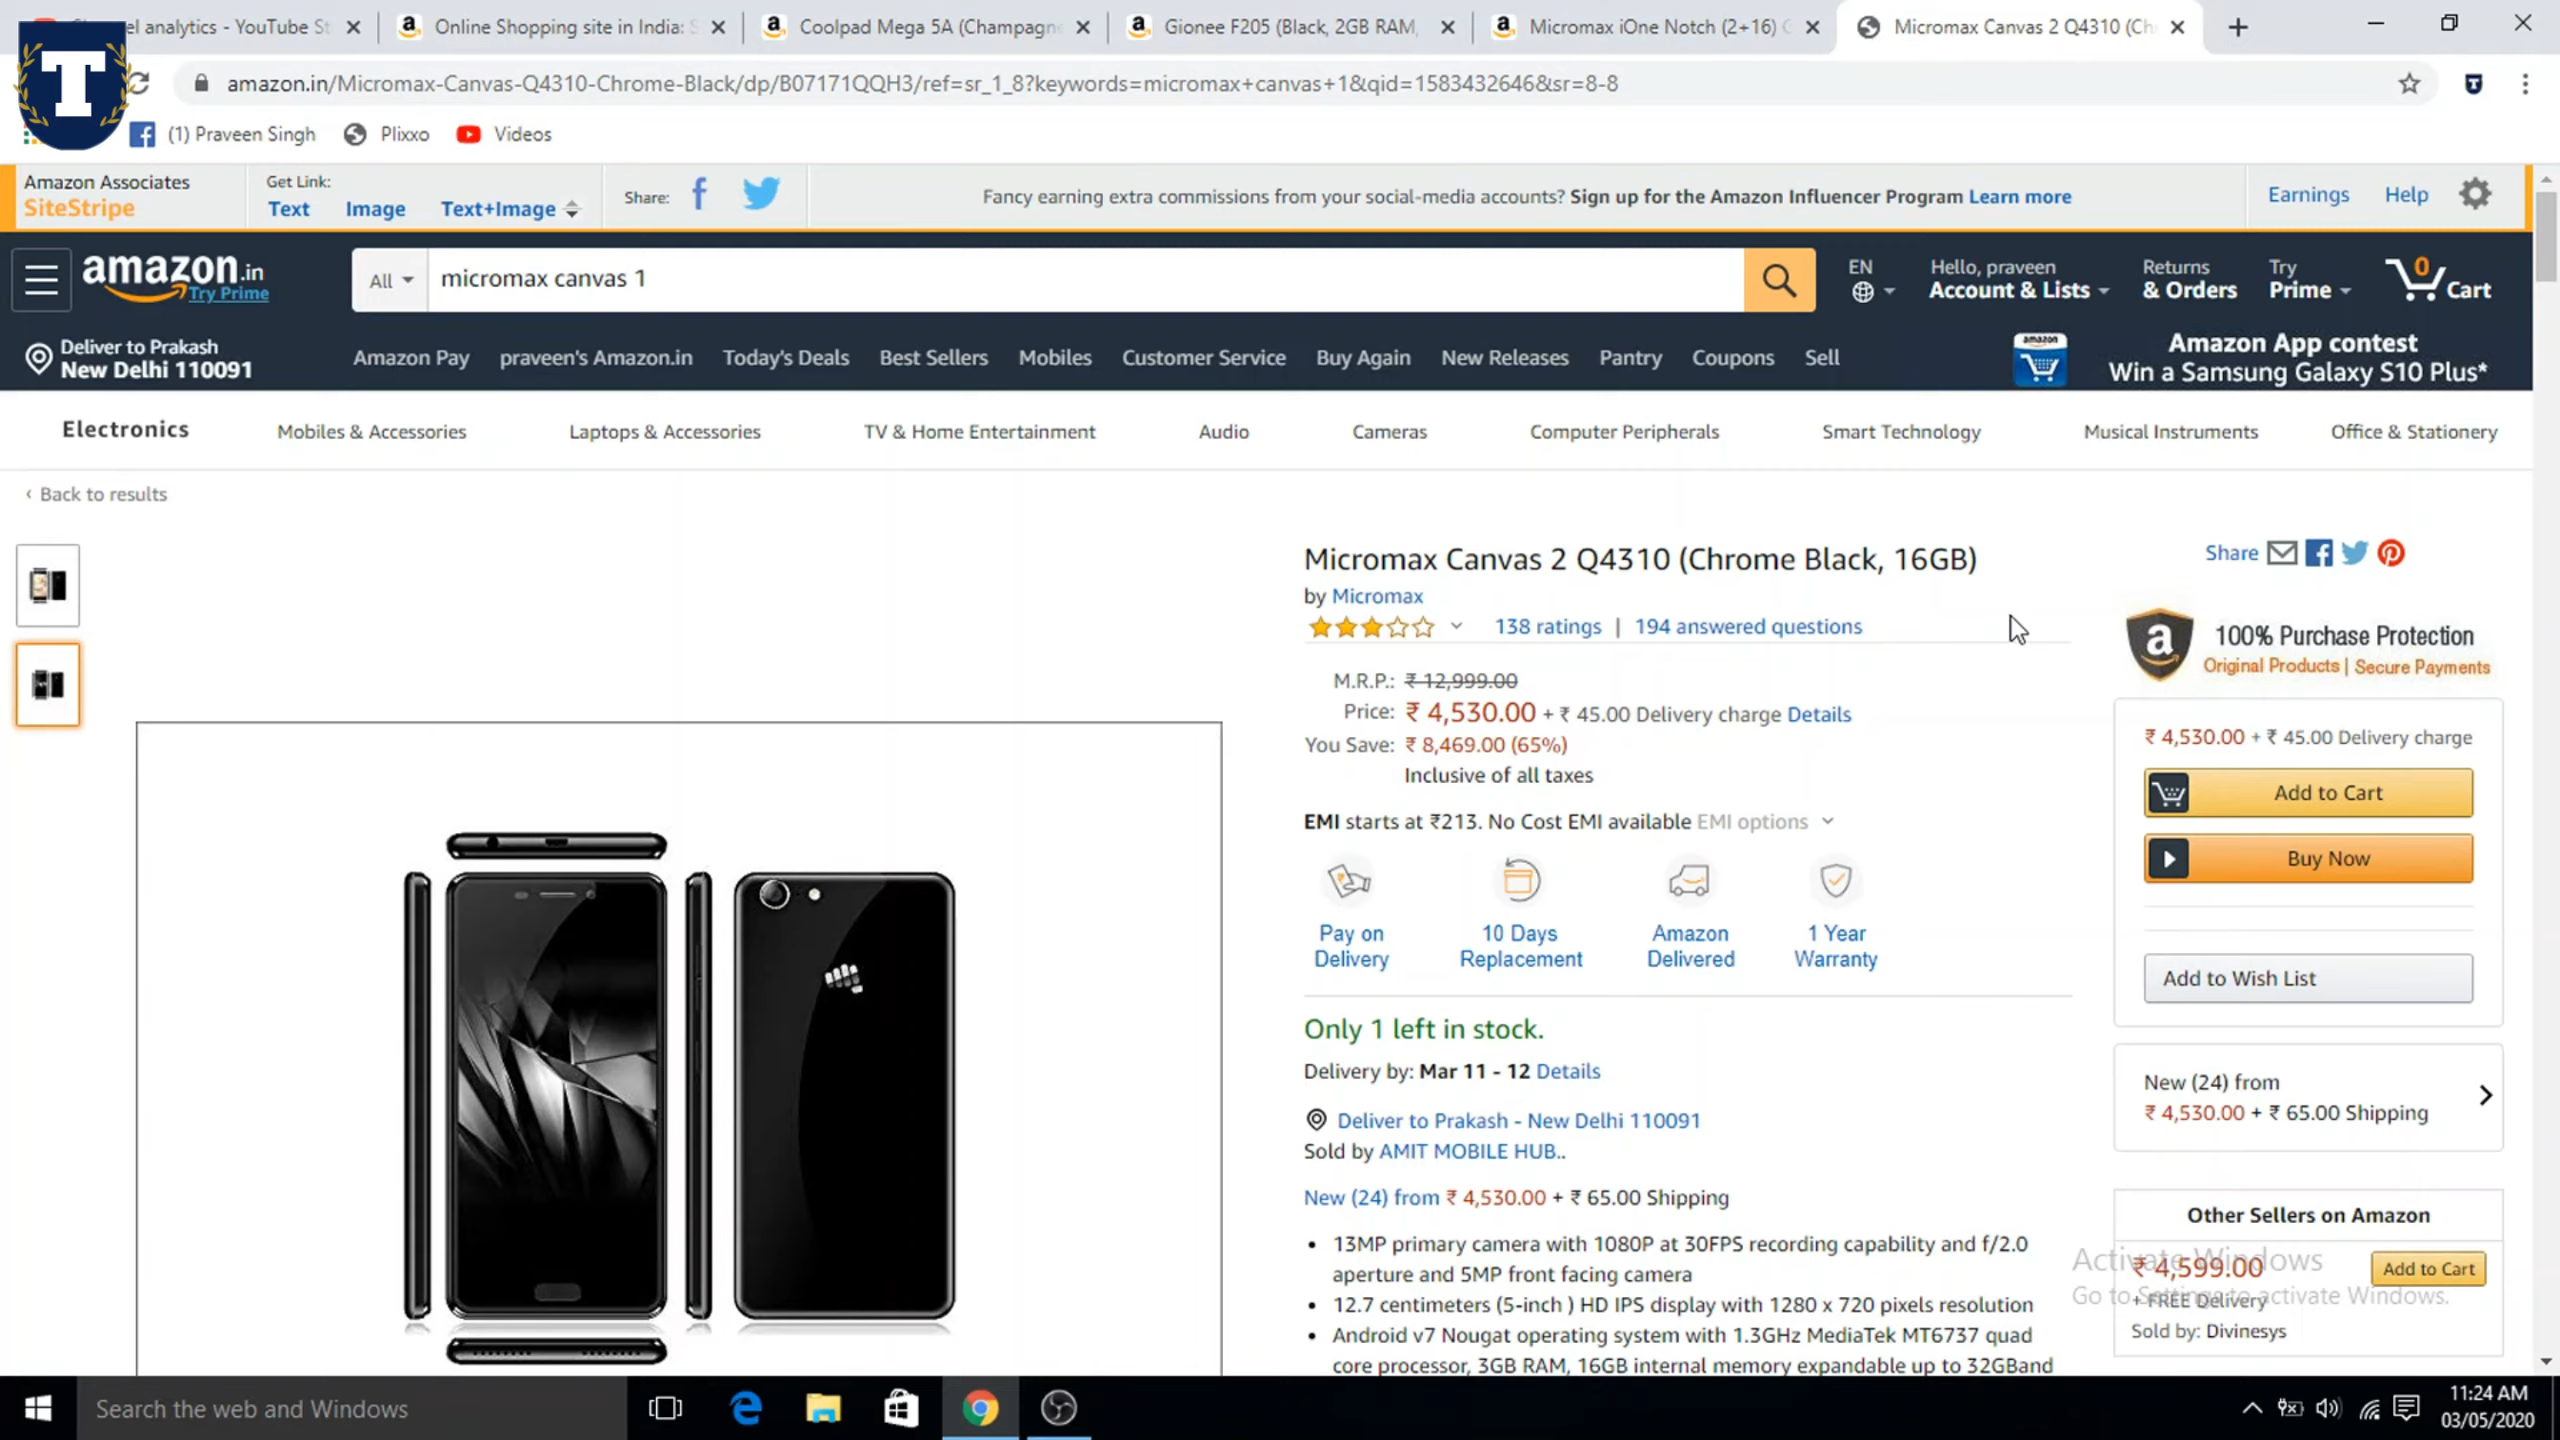 el analytics - YouTube St
Online Shopping site in India: S
Coolpad Mega 5A (Champagne
Gionee F205 (Black, 2GB RAM,
Micromax iOne Notch (2+16) G
Micromax Canvas 2 Q4310 (Chr
T
amazon.in/Micromax-Canvas-Q4310-Chrome-Black/dp/B07171QQH3/ref=sr_1_8?keywords=micromax+canvas+1&qid=1583432646&sr=8-8
(1) Praveen Singh
Plixxo
Videos
Amazon Associates
SiteStripe
Get Link:
Text
Image
Text+Image
Share:
Fancy earning extra commissions from your social-media accounts? Sign up for the Amazon Influencer Program Learn more
Earnings
Help
amazon.in
Try Prime
All
micromax canvas 1
EN
Hello, praveen
Account & Lists
Returns
& Orders
Try
Prime
0
Cart
Deliver to Prakash
New Delhi 110091
Amazon Pay
praveen's Amazon.in
Today's Deals
Best Sellers
Mobiles
Customer Service
Buy Again
New Releases
Pantry
Coupons
Sell
amazon
Amazon App contest
Win a Samsung Galaxy S10 Plus*
Electronics
Mobiles & Accessories
Laptops & Accessories
TV & Home Entertainment
Audio
Cameras
Computer Peripherals
Smart Technology
Musical Instruments
Office & Stationery
‹ Back to results
Micromax Canvas 2 Q4310 (Chrome Black, 16GB)
by Micromax
138 ratings | 194 answered questions
M.R.P.: ₹ 12,999.00
Price: ₹ 4,530.00 + ₹ 45.00 Delivery charge Details
You Save: ₹ 8,469.00 (65%)
Inclusive of all taxes
EMI starts at ₹213. No Cost EMI available EMI options
Pay on
Delivery
10 Days
Replacement
Amazon
Delivered
1 Year
Warranty
Only 1 left in stock.
Delivery by: Mar 11 - 12 Details
Deliver to Prakash - New Delhi 110091
Sold by AMIT MOBILE HUB..
New (24) from ₹ 4,530.00 + ₹ 65.00 Shipping
• 13MP primary camera with 1080P at 30FPS recording capability and f/2.0
aperture and 5MP front facing camera
• 12.7 centimeters (5-inch ) HD IPS display with 1280 x 720 pixels resolution
• Android v7 Nougat operating system with 1.3GHz MediaTek MT6737 quad
core processor, 3GB RAM, 16GB internal memory expandable up to 32GBand
Share
a
100% Purchase Protection
Original Products | Secure Payments
₹ 4,530.00 + ₹ 45.00 Delivery charge
Add to Cart
Buy Now
Add to Wish List
New (24) from
₹ 4,530.00 + ₹ 65.00 Shipping
Other Sellers on Amazon
Activate Windows
₹ 4,599.00
Add to Cart
Go to Settings to activate Windows.
+ FREE Delivery
Sold by: Divinesys
Search the web and Windows
11:24 AM
03/05/2020